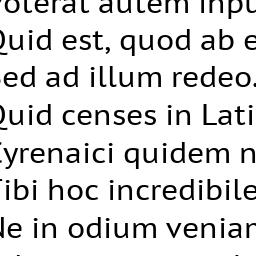 poterat autem inpu
Quid est, quod ab e
Sed ad illum redeo.
Quid censes in Lati
Cyrenaici quidem n
Tibi hoc incredibile
Ne in odium veniar